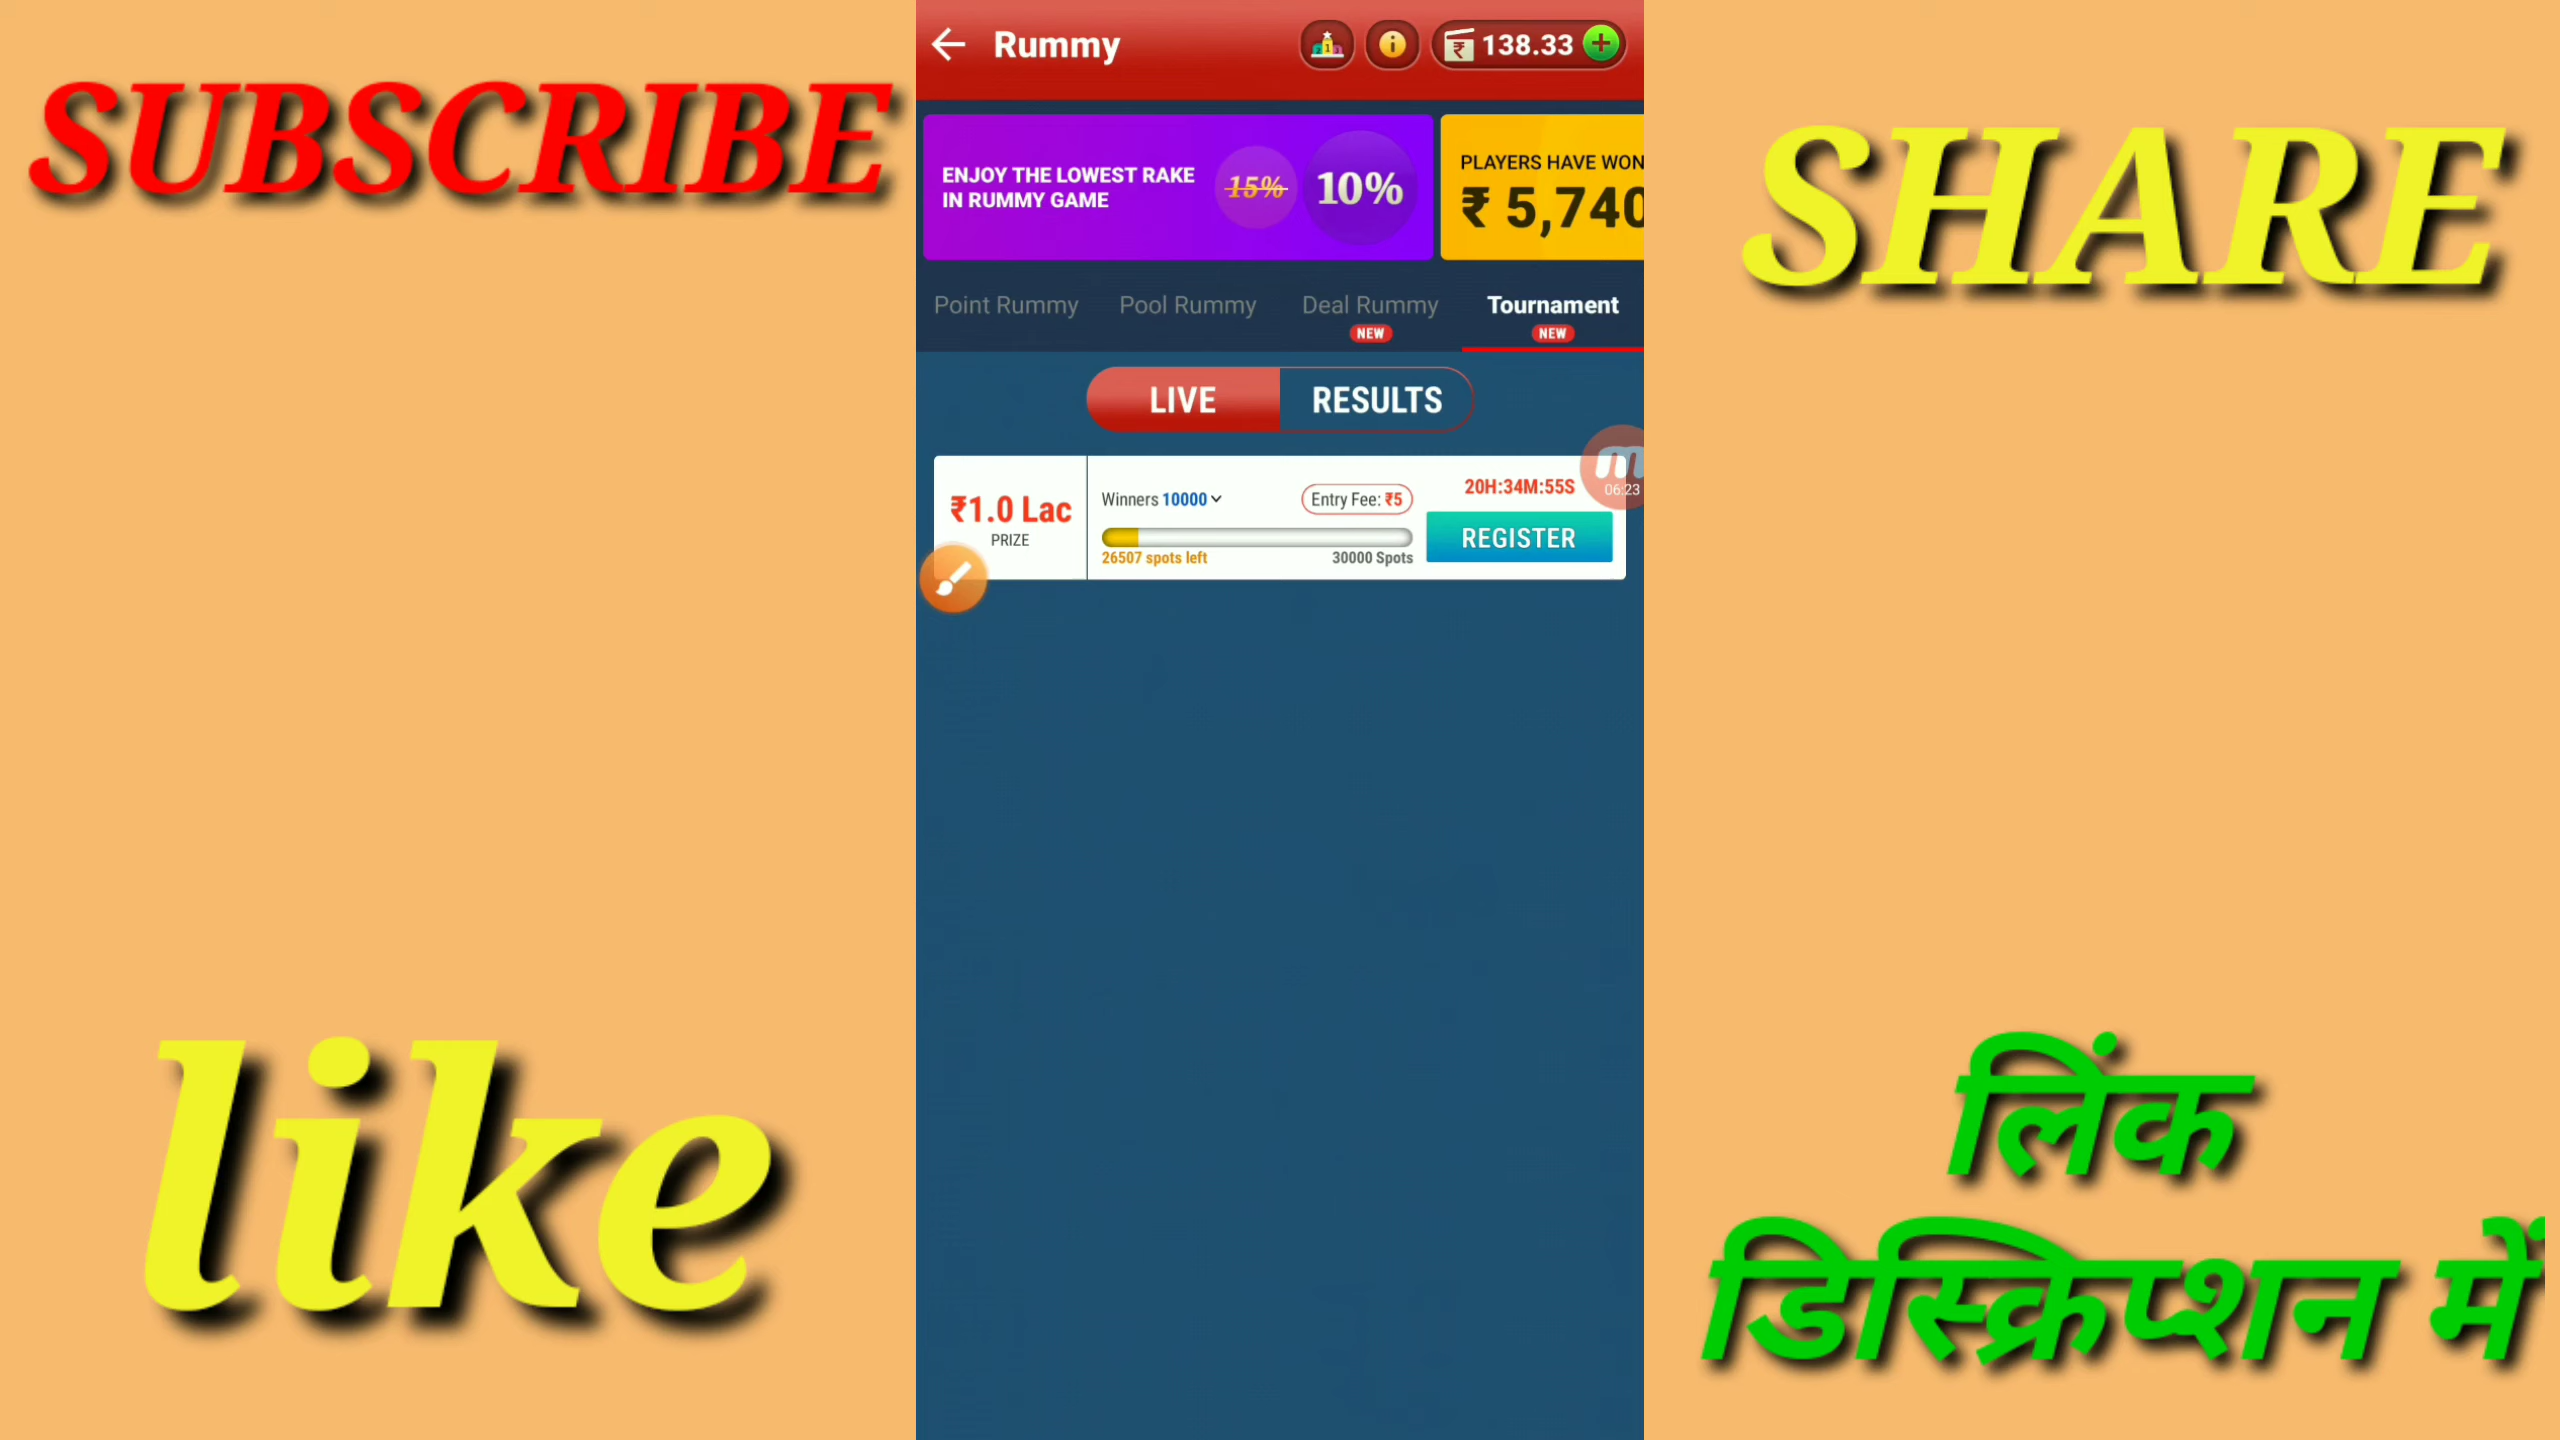 SUBSCRIBE
SHARE
like
लिंक
डिस्क्रिप्शन में
Rummy
138.33
ENJOY THE LOWEST RAKE
IN RUMMY GAME
15%
10%
PLAYERS HAVE WON
₹ 5,740
Point Rummy
Pool Rummy
Deal Rummy
NEW
Tournament
NEW
LIVE
RESULTS
₹1.0 Lac
PRIZE
Winners 10000
Entry Fee: ₹5
26507 spots left
30000 Spots
20H:34M:55S
REGISTER
06:23